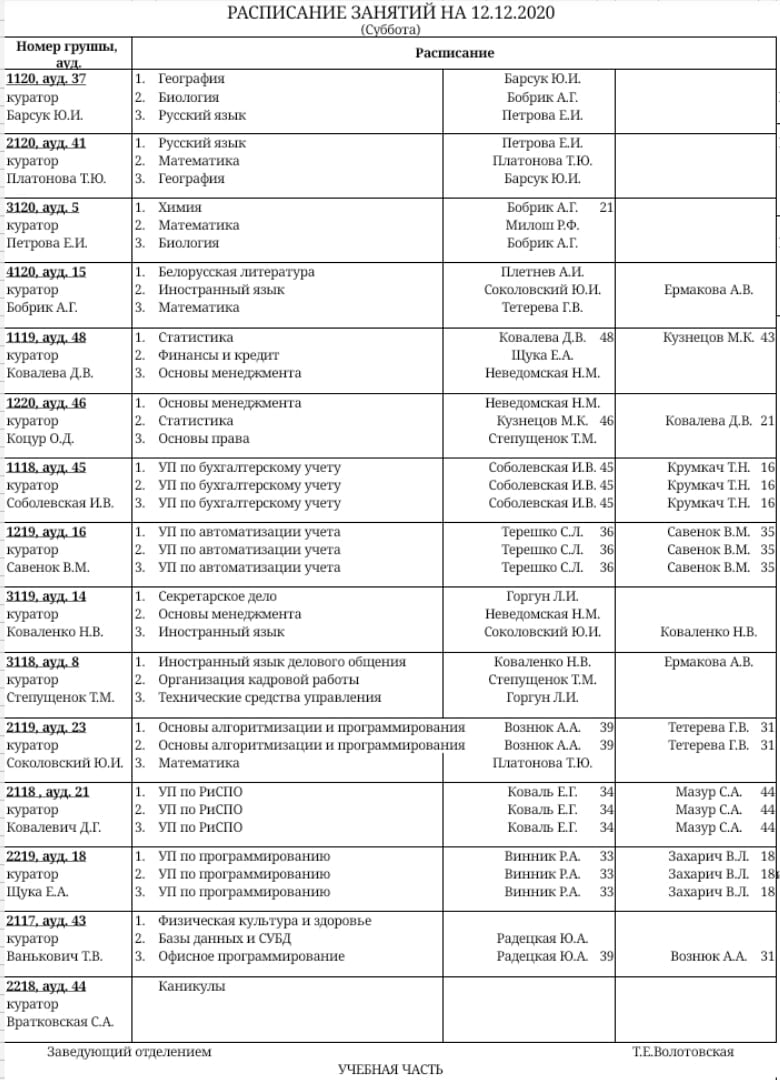 РАСПИСАНИЕ ЗАНЯТИЙ НА 12.12.2020
(Суббота)
Номер группы, ауд. Расписание
1120, ауд. 37 1. География Барсук Ю.И.
куратор 2. Биология Бобрик А.Г.
Барсук Ю.И. 3. Русский язык Петрова Е.И.
2120, ауд. 41 1. Русский язык Петрова Е.И.
куратор 2. Математика Платонова Т.Ю.
Платонова Т.Ю. 3. География Барсук Ю.И.
3120, ауд. 5 1. Химия Бобрик А.Г. 21
куратор 2. Математика Милош Р.Ф.
Петрова Е.И. 3. Биология Бобрик А.Г.
4120, ауд. 15 1. Белорусская литература Плетнев А.И.
куратор 2. Иностранный язык Соколовский Ю.И. Ермакова А.В.
Бобрик А.Г. 3. Математика Тетерева Г.В.
1119, ауд. 48 1. Статистика Ковалева Д.В. 48 Кузнецов М.К. 43
куратор 2. Финансы и кредит Щука Е.А.
Ковалева Д.В. 3. Основы менеджмента Неведомская Н.М.
1220, ауд. 46 1. Основы менеджмента Неведомская Н.М.
куратор 2. Статистика Кузнецов М.К. 46 Ковалева Д.В. 21
Коцур О.Д. 3. Основы права Степущенок Т.М.
1118, ауд. 45 1. УП по бухгалтерскому учету Соболевская И.В. 45 Крумкач Т.Н. 16
куратор 2. УП по бухгалтерскому учету Соболевская И.В. 45 Крумкач Т.Н. 16
Соболевская И.В. 3. УП по бухгалтерскому учету Соболевская И.В. 45 Крумкач Т.Н. 16
1219, ауд. 16 1. УП по автоматизации учета Терешко С.Л. 36 Савенок В.М. 35
куратор 2. УП по автоматизации учета Терешко С.Л. 36 Савенок В.М. 35
Савенок В.М. 3. УП по автоматизации учета Терешко С.Л. 36 Савенок В.М. 35
3119, ауд. 14 1. Секретарское дело Горгун Л.И.
куратор 2. Основы менеджмента Неведомская Н.М.
Коваленко Н.В. 3. Иностранный язык Соколовский Ю.И. Коваленко Н.В.
3118, ауд. 8 1. Иностранный язык делового общения Коваленко Н.В. Ермакова А.В.
куратор 2. Организация кадровой работы Степущенок Т.М.
Степущенок Т.М. 3. Технические средства управления Горгун Л.И.
2119, ауд. 23 1. Основы алгоритмизации и программирования Вознюк А.А. 39 Тетерева Г.В. 31
куратор 2. Основы алгоритмизации и программирования Вознюк А.А. 39 Тетерева Г.В. 31
Соколовский Ю.И. 3. Математика Платонова Т.Ю.
2118 , ауд. 21 1. УП по РиСПО Коваль Е.Г. 34 Мазур С.А. 44
куратор 2. УП по РиСПО Коваль Е.Г. 34 Мазур С.А. 44
Ковалевич Д.Г. 3. УП по РиСПО Коваль Е.Г. 34 Мазур С.А. 44
2219, ауд. 18 1. УП по программированию Винник Р.А. 33 Захарич В.Л. 18
куратор 2. УП по программированию Винник Р.А. 33 Захарич В.Л. 18
Щука Е.А. 3. УП по программированию Винник Р.А. 33 Захарич В.Л. 18
2117, ауд. 43 1. Физическая культура и здоровье
куратор 2. Базы данных и СУБД Радецкая Ю.А.
Ванькович Т.В. 3. Офисное программирование Радецкая Ю.А. 39 Вознюк А.А. 31
2218, ауд. 44 Каникулы
куратор
Вратковская С.А.
Заведующий отделением Т.Е.Волотовская
УЧЕБНАЯ ЧАСТЬ